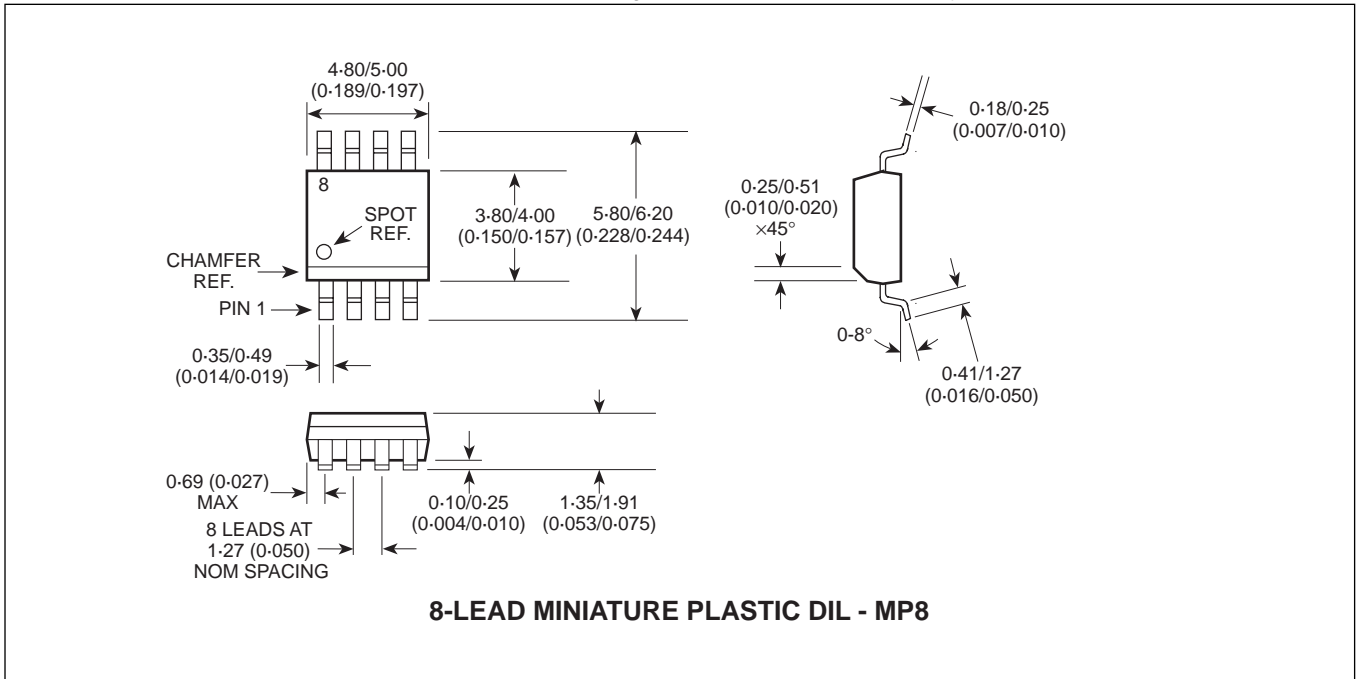 4·80/5·00
(0·189/0·197)
8
SPOT
REF.
CHAMFER
REF.
PIN 1
3·80/4·00
(0·150/0·157)
5·80/6·20
(0·228/0·244)
0·35/0·49
(0·014/0·019)
0·18/0·25
(0·007/0·010)
0·25/0·51
(0·010/0·020)
×45°
0-8°
0·41/1·27
(0·016/0·050)
0·69 (0·027)
MAX
8 LEADS AT
1·27 (0·050)
NOM SPACING
0·10/0·25
(0·004/0·010)
1·35/1·91
(0·053/0·075)
8-LEAD MINIATURE PLASTIC DIL - MP8